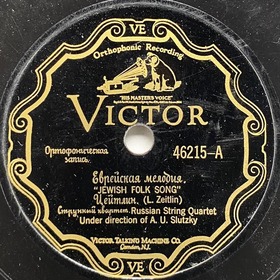 VE
Orthophonic Recording
"HIS MASTER'S VOICE"
VICTOR
Ортофоническая
запись.
46215-A
Еврейская мелодия.
"JEWISH FOLK SONG"
Цейтлин. (L. Zeitlin)
Струнный квартет. Russian String Quartet
Under direction of A. U. Slutzky
VICTOR TALKING MACHINE CO.
Camden, N.J.
VE